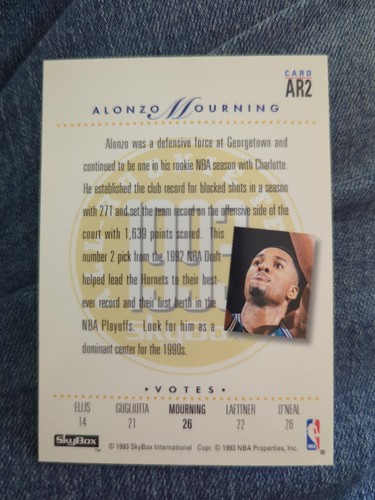 CARD
AR2
ALONZO MOURNING
Alonzo was a defensive force at Georgetown and
continued to be one in his rookie NBA season with Charlotte.
He established the club record for blocked shots in a season
with 271 and set the team record on the offensive side of the
court with 1,639 points scored. This
number 2 pick from the 1992 NBA Draft
helped lead the Hornets to their best-
ever record and their first berth in the
NBA Playoffs. Look for him as a
dominant center for the 1990s.
• VOTES •
ELLIS GUGLIOTTA MOURNING LAETTNER O'NEAL
14 21 26 22 28
SkyBox
© 1993 SkyBox International Copr. © 1993 NBA Properties, Inc.
NBA